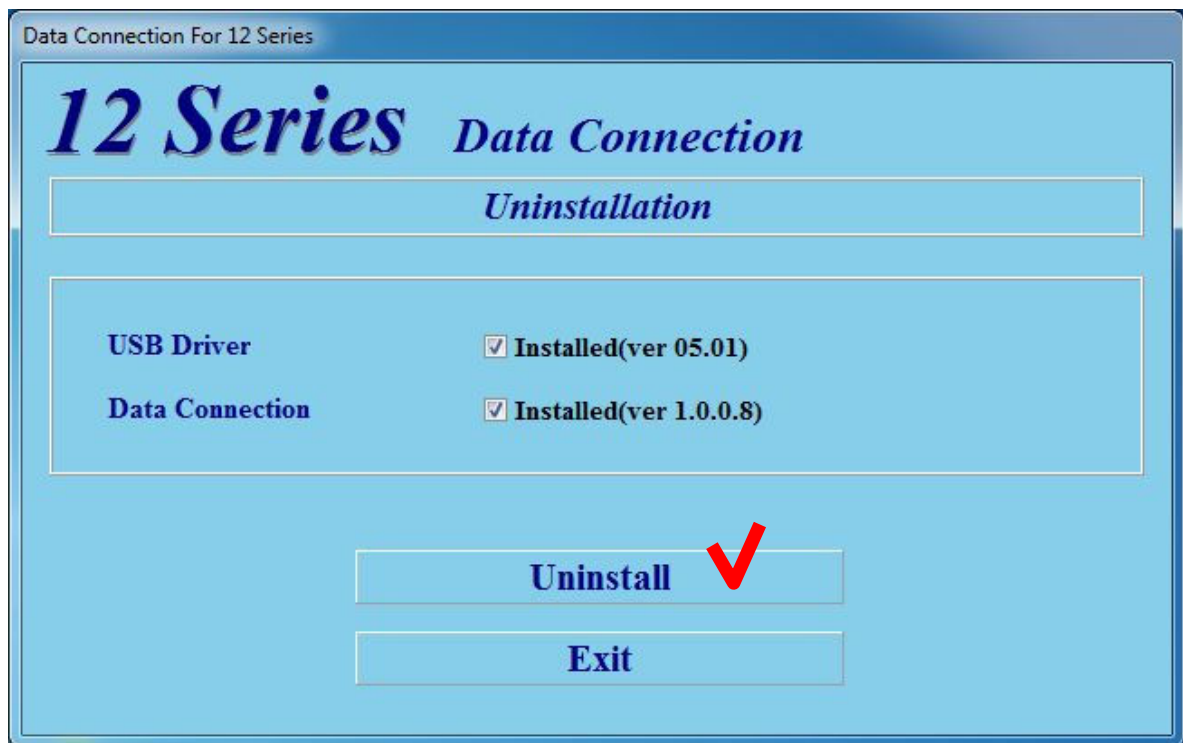 Data Connection For 12 Series
12 Series Data Connection
Uninstallation
USB Driver Installed(ver 05.01)
Data Connection Installed(ver 1.0.0.8)
Uninstall
Exit